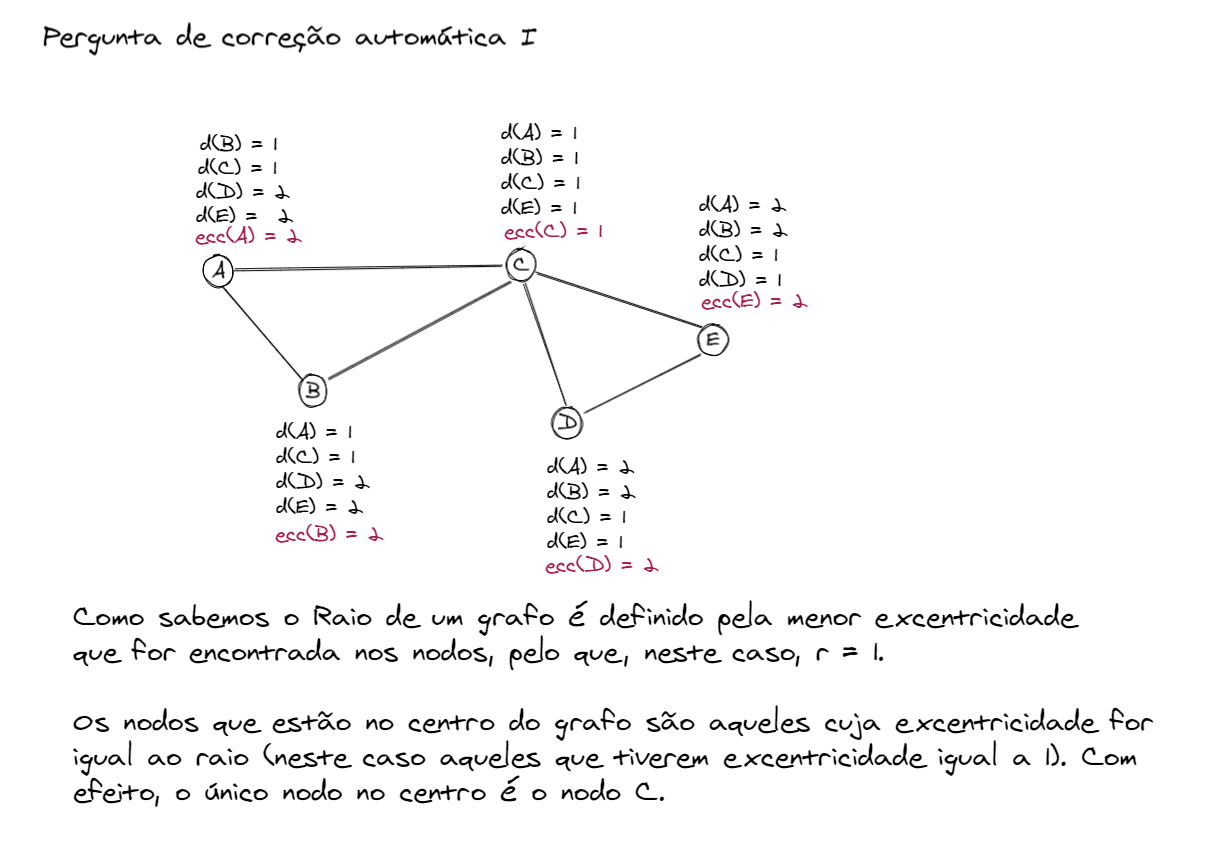 Pergunta de correção automática I
d(B) = 1
d(C) = 1
d(D) = 2
d(E) = 2
ecc(A) = 2
A
d(A) = 1
d(B) = 1
d(C) = 1
d(E) = 1
ecc(C) = 1
C
d(A) = 2
d(B) = 2
d(C) = 1
d(D) = 1
ecc(E) = 2
E
B
d(A) = 1
d(C) = 1
d(D) = 2
d(E) = 2
ecc(B) = 2
D
d(A) = 2
d(B) = 2
d(C) = 1
d(E) = 1
ecc(D) = 2
Como sabemos o Raio de um grafo é definido pela menor excentricidade
que for encontrada nos nodos, pelo que, neste caso, r = 1.
Os nodos que estão no centro do grafo são aqueles cuja excentricidade for
igual ao raio (neste caso aqueles que tiverem excentricidade igual a 1). Com
efeito, o único nodo no centro é o nodo C.